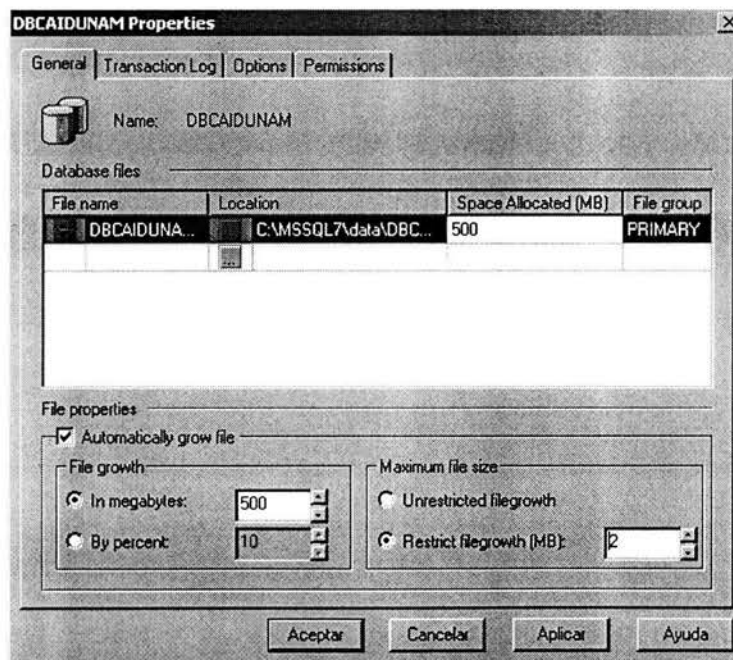 DBCAIDUNAM Properties
General Transaction Log Options Permissions
Name: DBCAIDUNAM
Database files
File name Location Space Allocated (MB) File group
DBCAIDUNA... C:\MSSQL7\data\DBC... 500 PRIMARY
...
File properties
Automatically grow file
File growth Maximum file size
In megabytes: 500 Unrestricted filegrowth
By percent: 10 Restrict filegrowth (MB): 2
Aceptar Cancelar Aplicar Ayuda